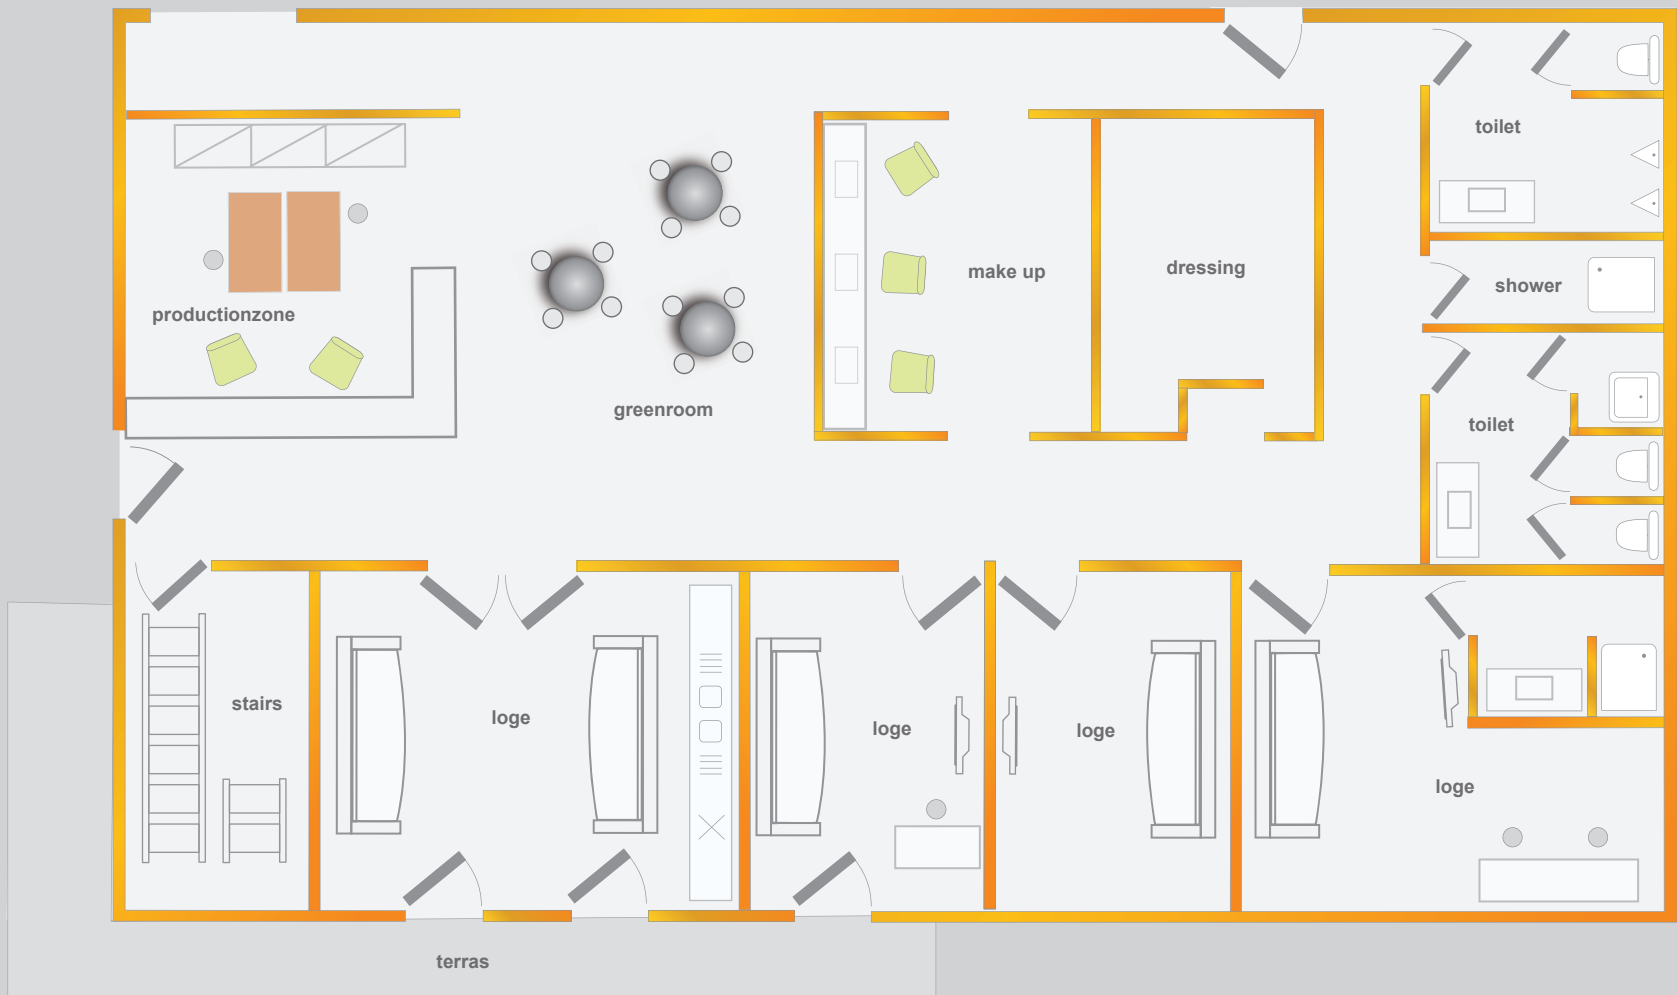 toilet
make up
dressing
shower
productionzone
greenroom
toilet
stairs
loge
loge
loge
loge
terras